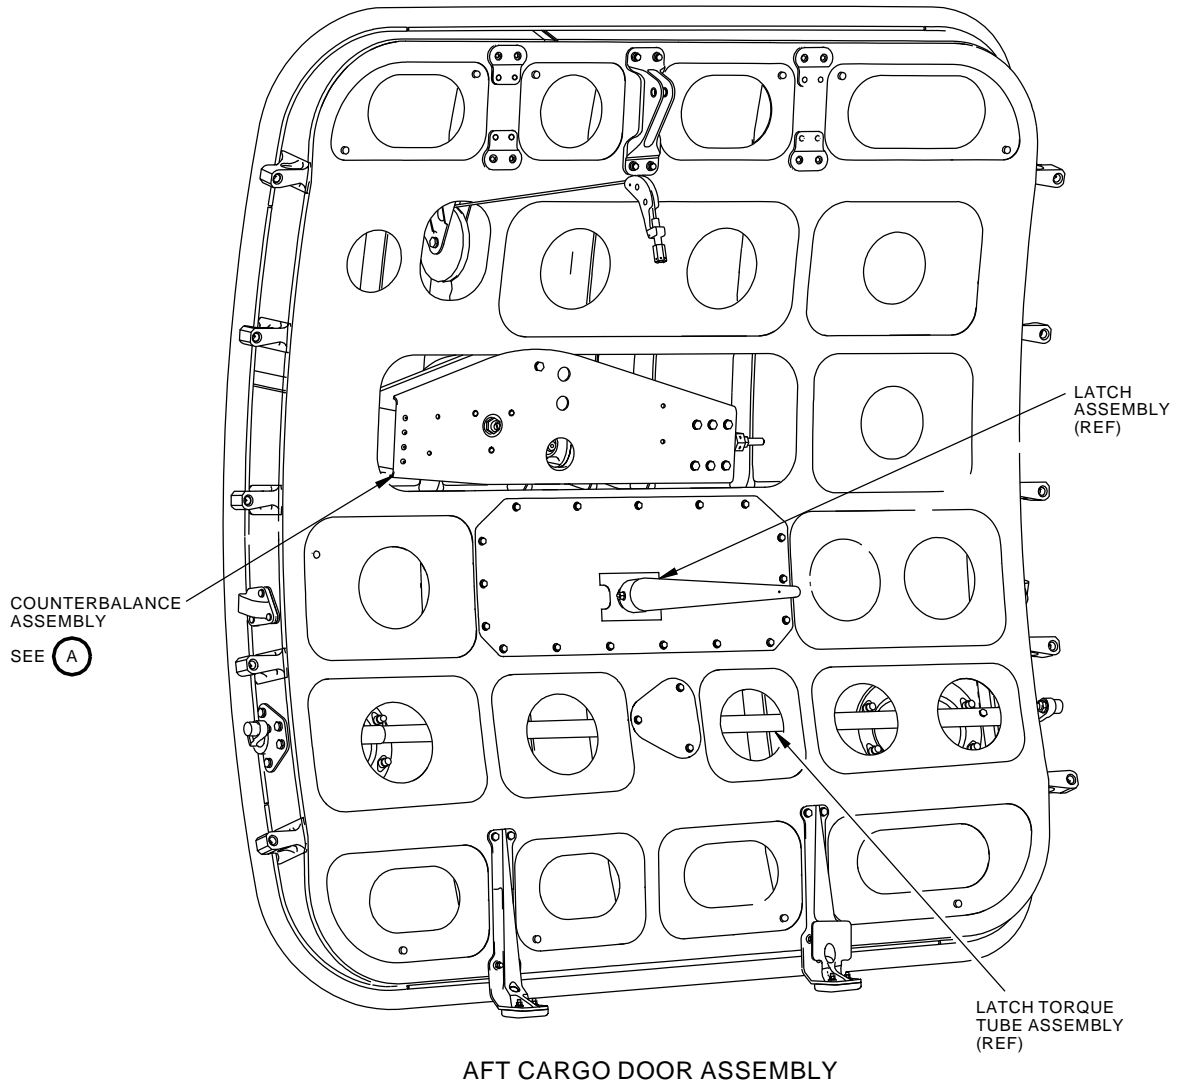 LATCH
ASSEMBLY
(REF)
COUNTERBALANCE
ASSEMBLY
SEE A
LATCH TORQUE
TUBE ASSEMBLY
(REF)
AFT CARGO DOOR ASSEMBLY